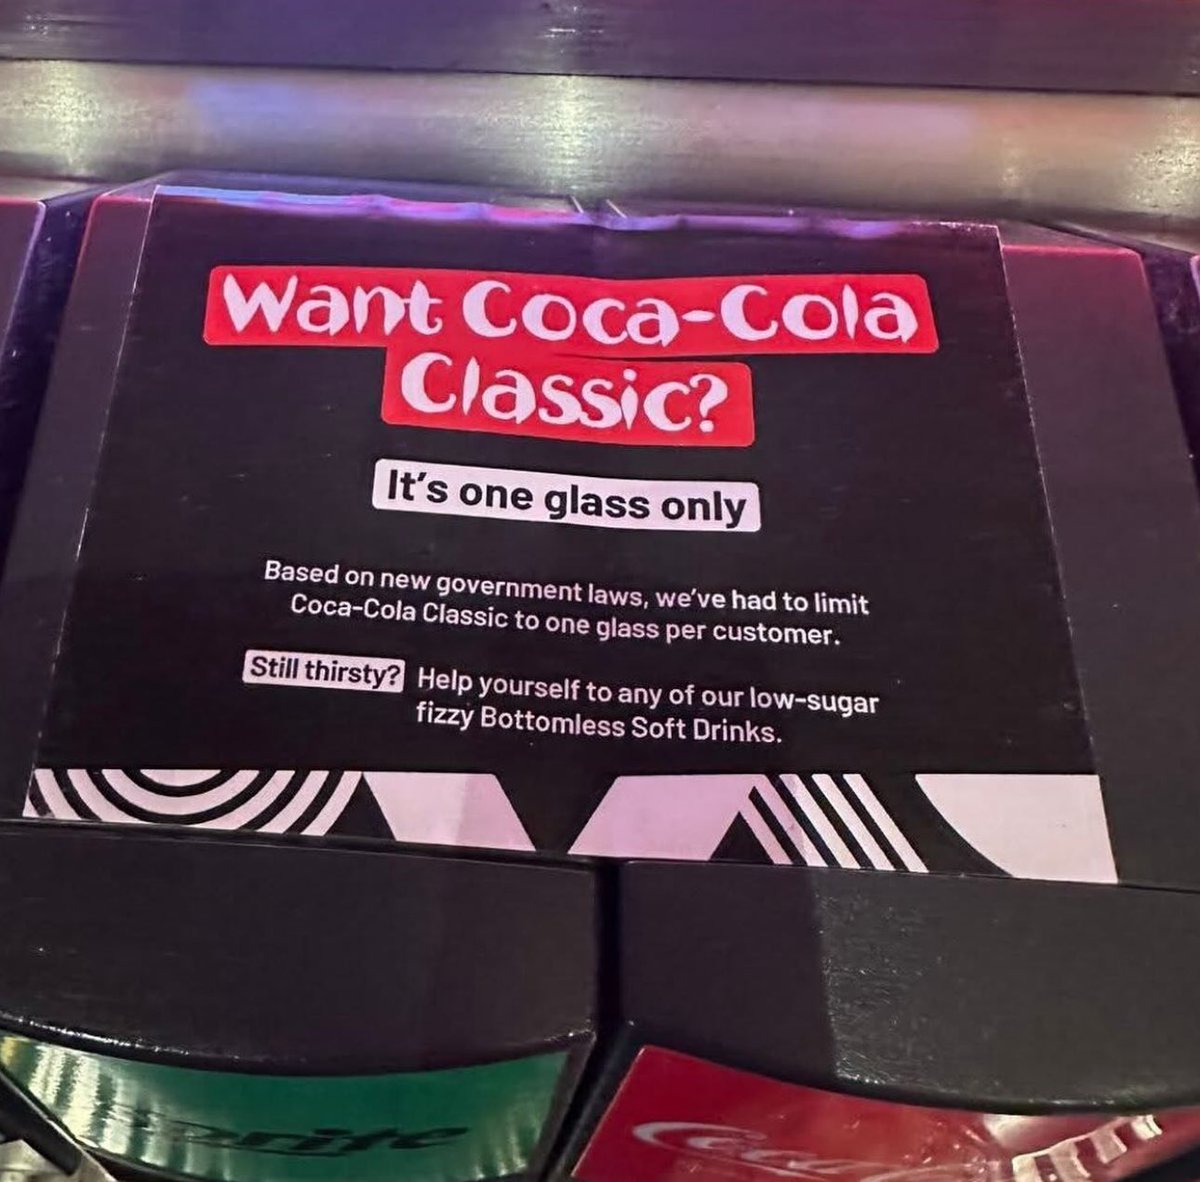 Want Coca-Cola
Classic?
It's one glass only
Based on new government laws, we've had to limit
Coca-Cola Classic to one glass per customer.
Still thirsty? Help yourself to any of our low-sugar
fizzy Bottomless Soft Drinks.